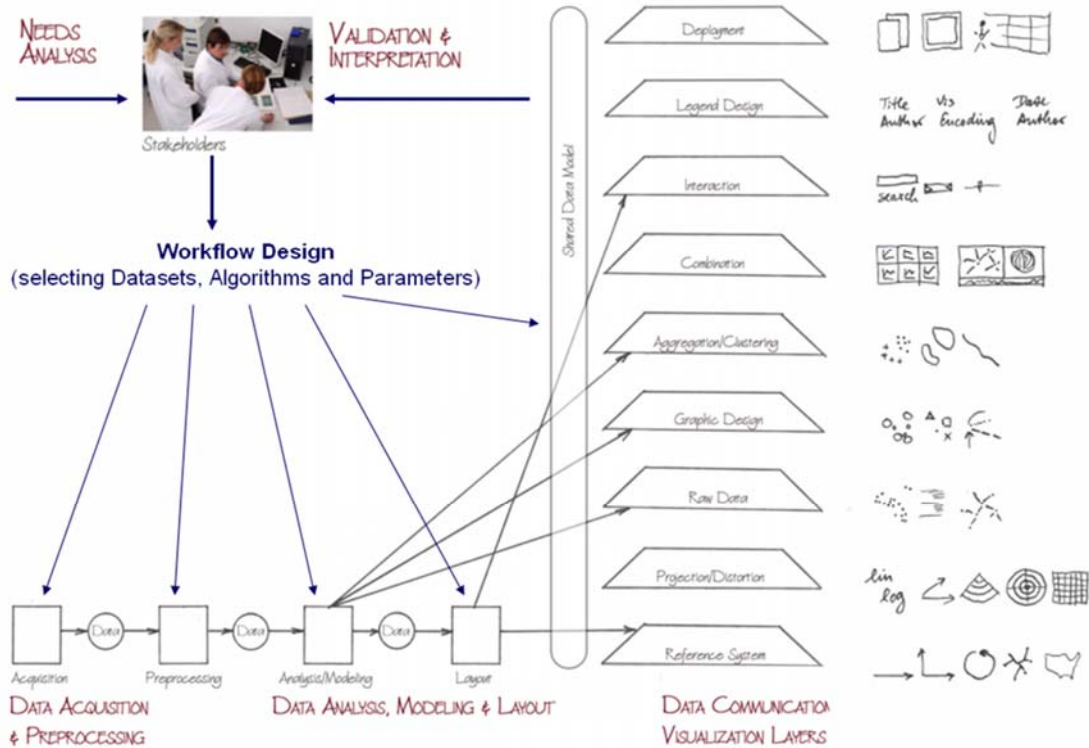 NEEDS
ANALYSIS
VALIDATION &
INTERPRETATION
Stakeholders
Workflow Design
(selecting Datasets, Algorithms and Parameters)
Shared Data Model
Deployment
Legend Design
Title Vis Date
Author Encoding Author
Interaction
search
Combination
Aggregation/Clustering
Graphic Design
Raw Data
Projection/Distortion
lin
log
Reference System
Data
Data
Data
Acquisition
Preprocessing
Analysis/Modeling
Layout
DATA ACQUISITION
& PREPROCESSING
DATA ANALYSIS, MODELING & LAYOUT
DATA COMMUNICATION
VISUALIZATION LAYERS